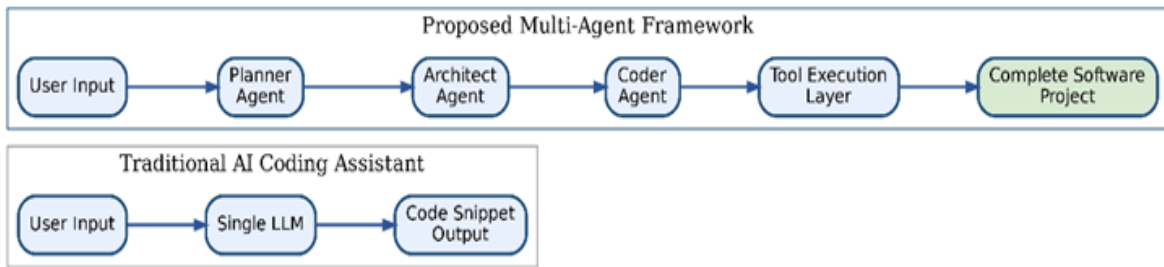 Proposed Multi-Agent Framework
User Input
Planner
Agent
Architect
Agent
Coder
Agent
Tool Execution
Layer
Complete Software
Project
Traditional AI Coding Assistant
User Input
Single LLM
Code Snippet
Output